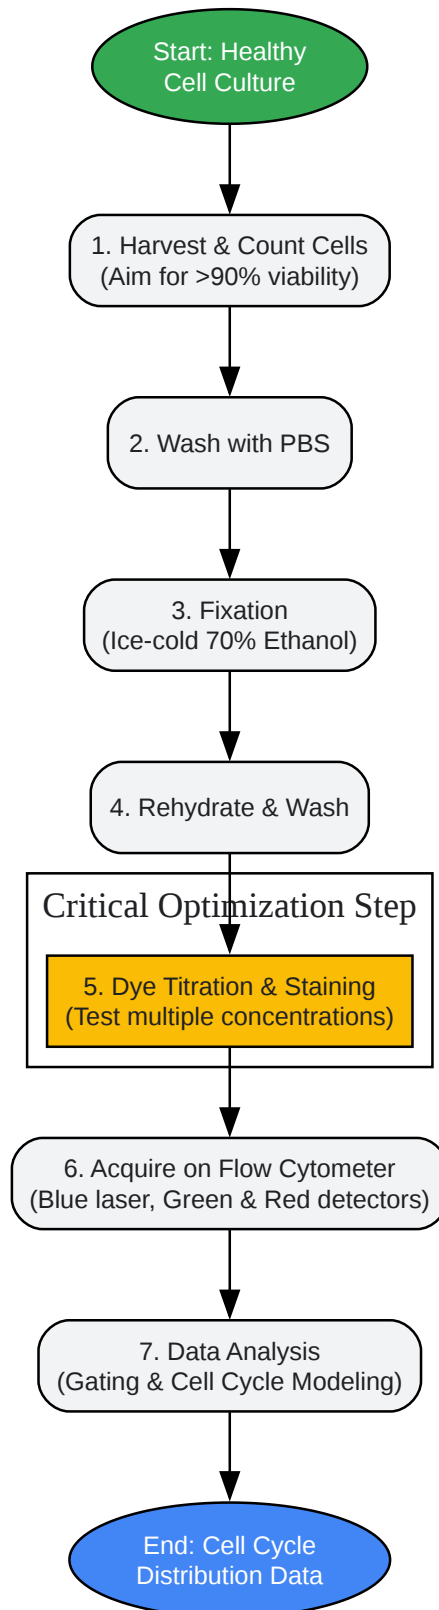 Start: Healthy
Cell Culture
1. Harvest & Count Cells
(Aim for >90% viability)
2. Wash with PBS
3. Fixation
(Ice-cold 70% Ethanol)
4. Rehydrate & Wash
Critical Optimization Step
5. Dye Titration & Staining
(Test multiple concentrations)
6. Acquire on Flow Cytometer
(Blue laser, Green & Red detectors)
7. Data Analysis
(Gating & Cell Cycle Modeling)
End: Cell Cycle
Distribution Data